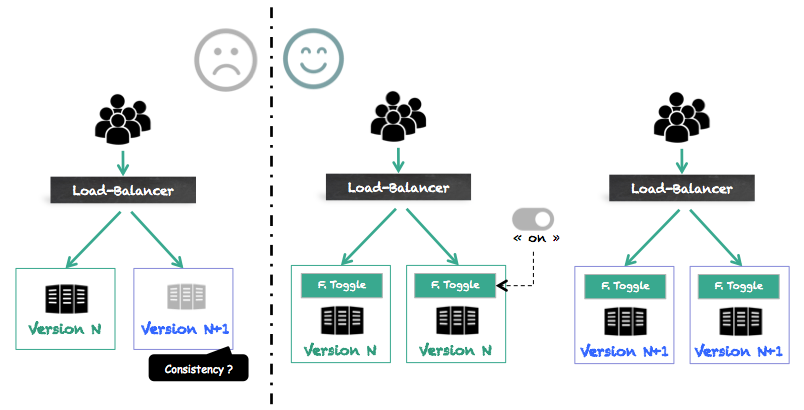 Load-Balancer
Version N
Version N+1
Consistency ?
Load-Balancer
« on »
F. Toggle
F. Toggle
Version N
Version N
Load-Balancer
F. Toggle
F. Toggle
Version N+1
Version N+1